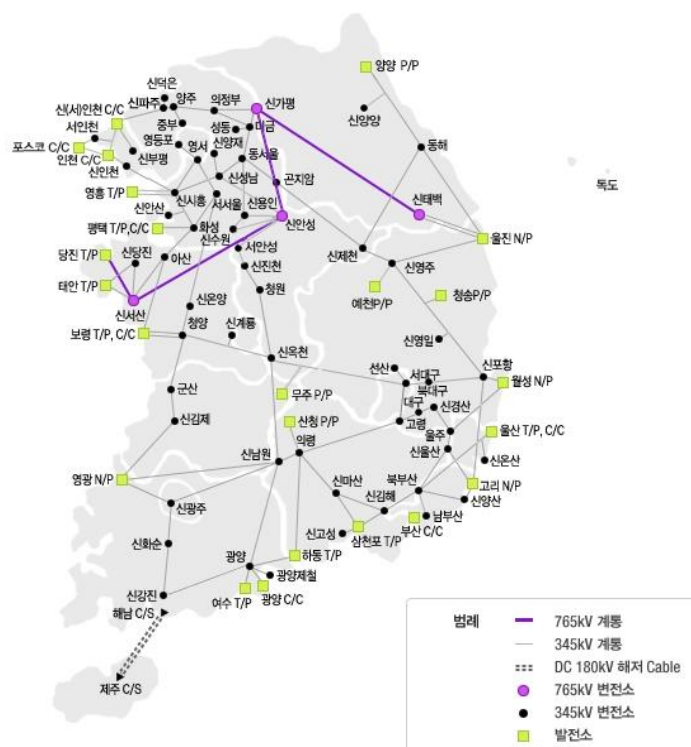 양양 P/P
신덕은
신가평
신파주
양주
의정부
신(서)인천 C/C
서인천
중부
성동
미금
신양양
포스코 C/C
영등포
신양재
동해
인천 C/C
신부평
영서
동서울
신인천
신성남
곤지암
독도
영흥 T/P
신시흥
서서울
신태백
신안산
신용인
평택 T/P,C/C
화성
신안성
신수원
울진 N/P
당진 T/P
신당진
아산
서안성
신제천
신영주
신진천
태안 T/P
청원
예천P/P
청송P/P
신서산
신온양
보령 T/P, C/C
청양
신계룡
신영일
신옥천
선산
서대구
신포항
북대구
월성 N/P
군산
무주 P/P
대구
신경산
신김제
산청 P/P
고령
울주
울산 T/P, C/C
의령
신울산
신남원
신온산
영광 N/P
신마산
북부산
고리 N/P
신광주
신김해
신양산
신고성
남부산
신화순
삼천포 T/P
부산 C/C
광양
하동 T/P
광양제철
신강진
여수 T/P
광양 C/C
해남 C/S
제주 C/S
범례
765kV 계통
345kV 계통
DC 180kV 해저 Cable
765kV 변전소
345kV 변전소
발전소